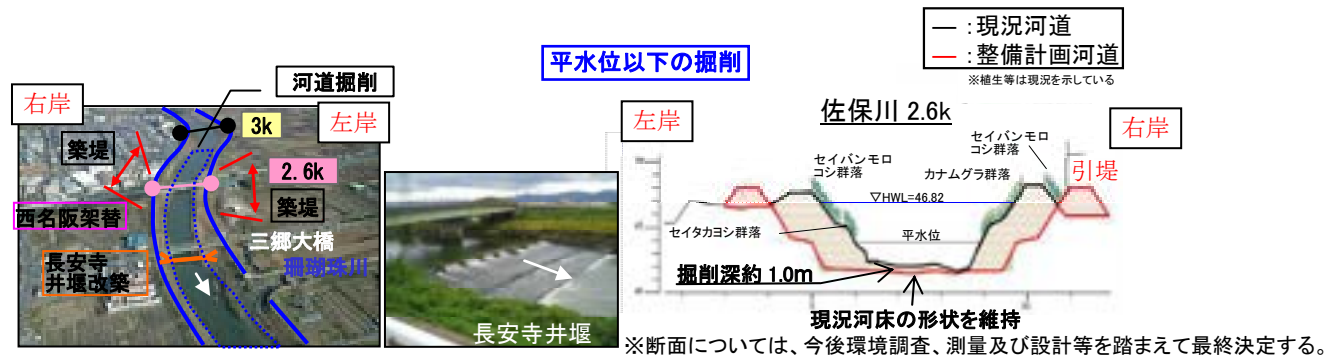 平水位以下の掘削
― :現況河道
― :整備計画河道
※植生等は現況を示している
右岸
河道掘削
左岸
3k
築堤
2.6k
築堤
西名阪架替
三郷大橋
珊瑚珠川
長安寺
井堰改築
長安寺井堰
左岸
佐保川 2.6k
右岸
セイバンモロ
コシ群落
セイバンモロ
コシ群落
カナムグラ群落
引堤
▽HWL=46.82
セイタカヨシ群落
平水位
掘削深約 1.0m
現況河床の形状を維持
※断面については、今後環境調査、測量及び設計等を踏まえて最終決定する。